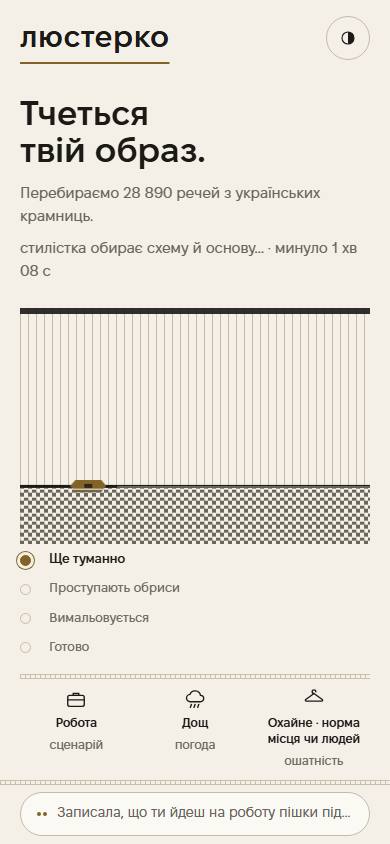 люстерко
Тчеться
твій образ.
Перебираємо 28 890 речей з українських
крамниць.
стилістка обирає схему й основу… · минуло 1 хв
08 с
Ще туманно
Проступають обриси
Вимальовується
Готово
Робота
сценарій
Дощ
погода
Охайне · норма
місця чи людей
ошатність
Записала, що ти йдеш на роботу пішки під…